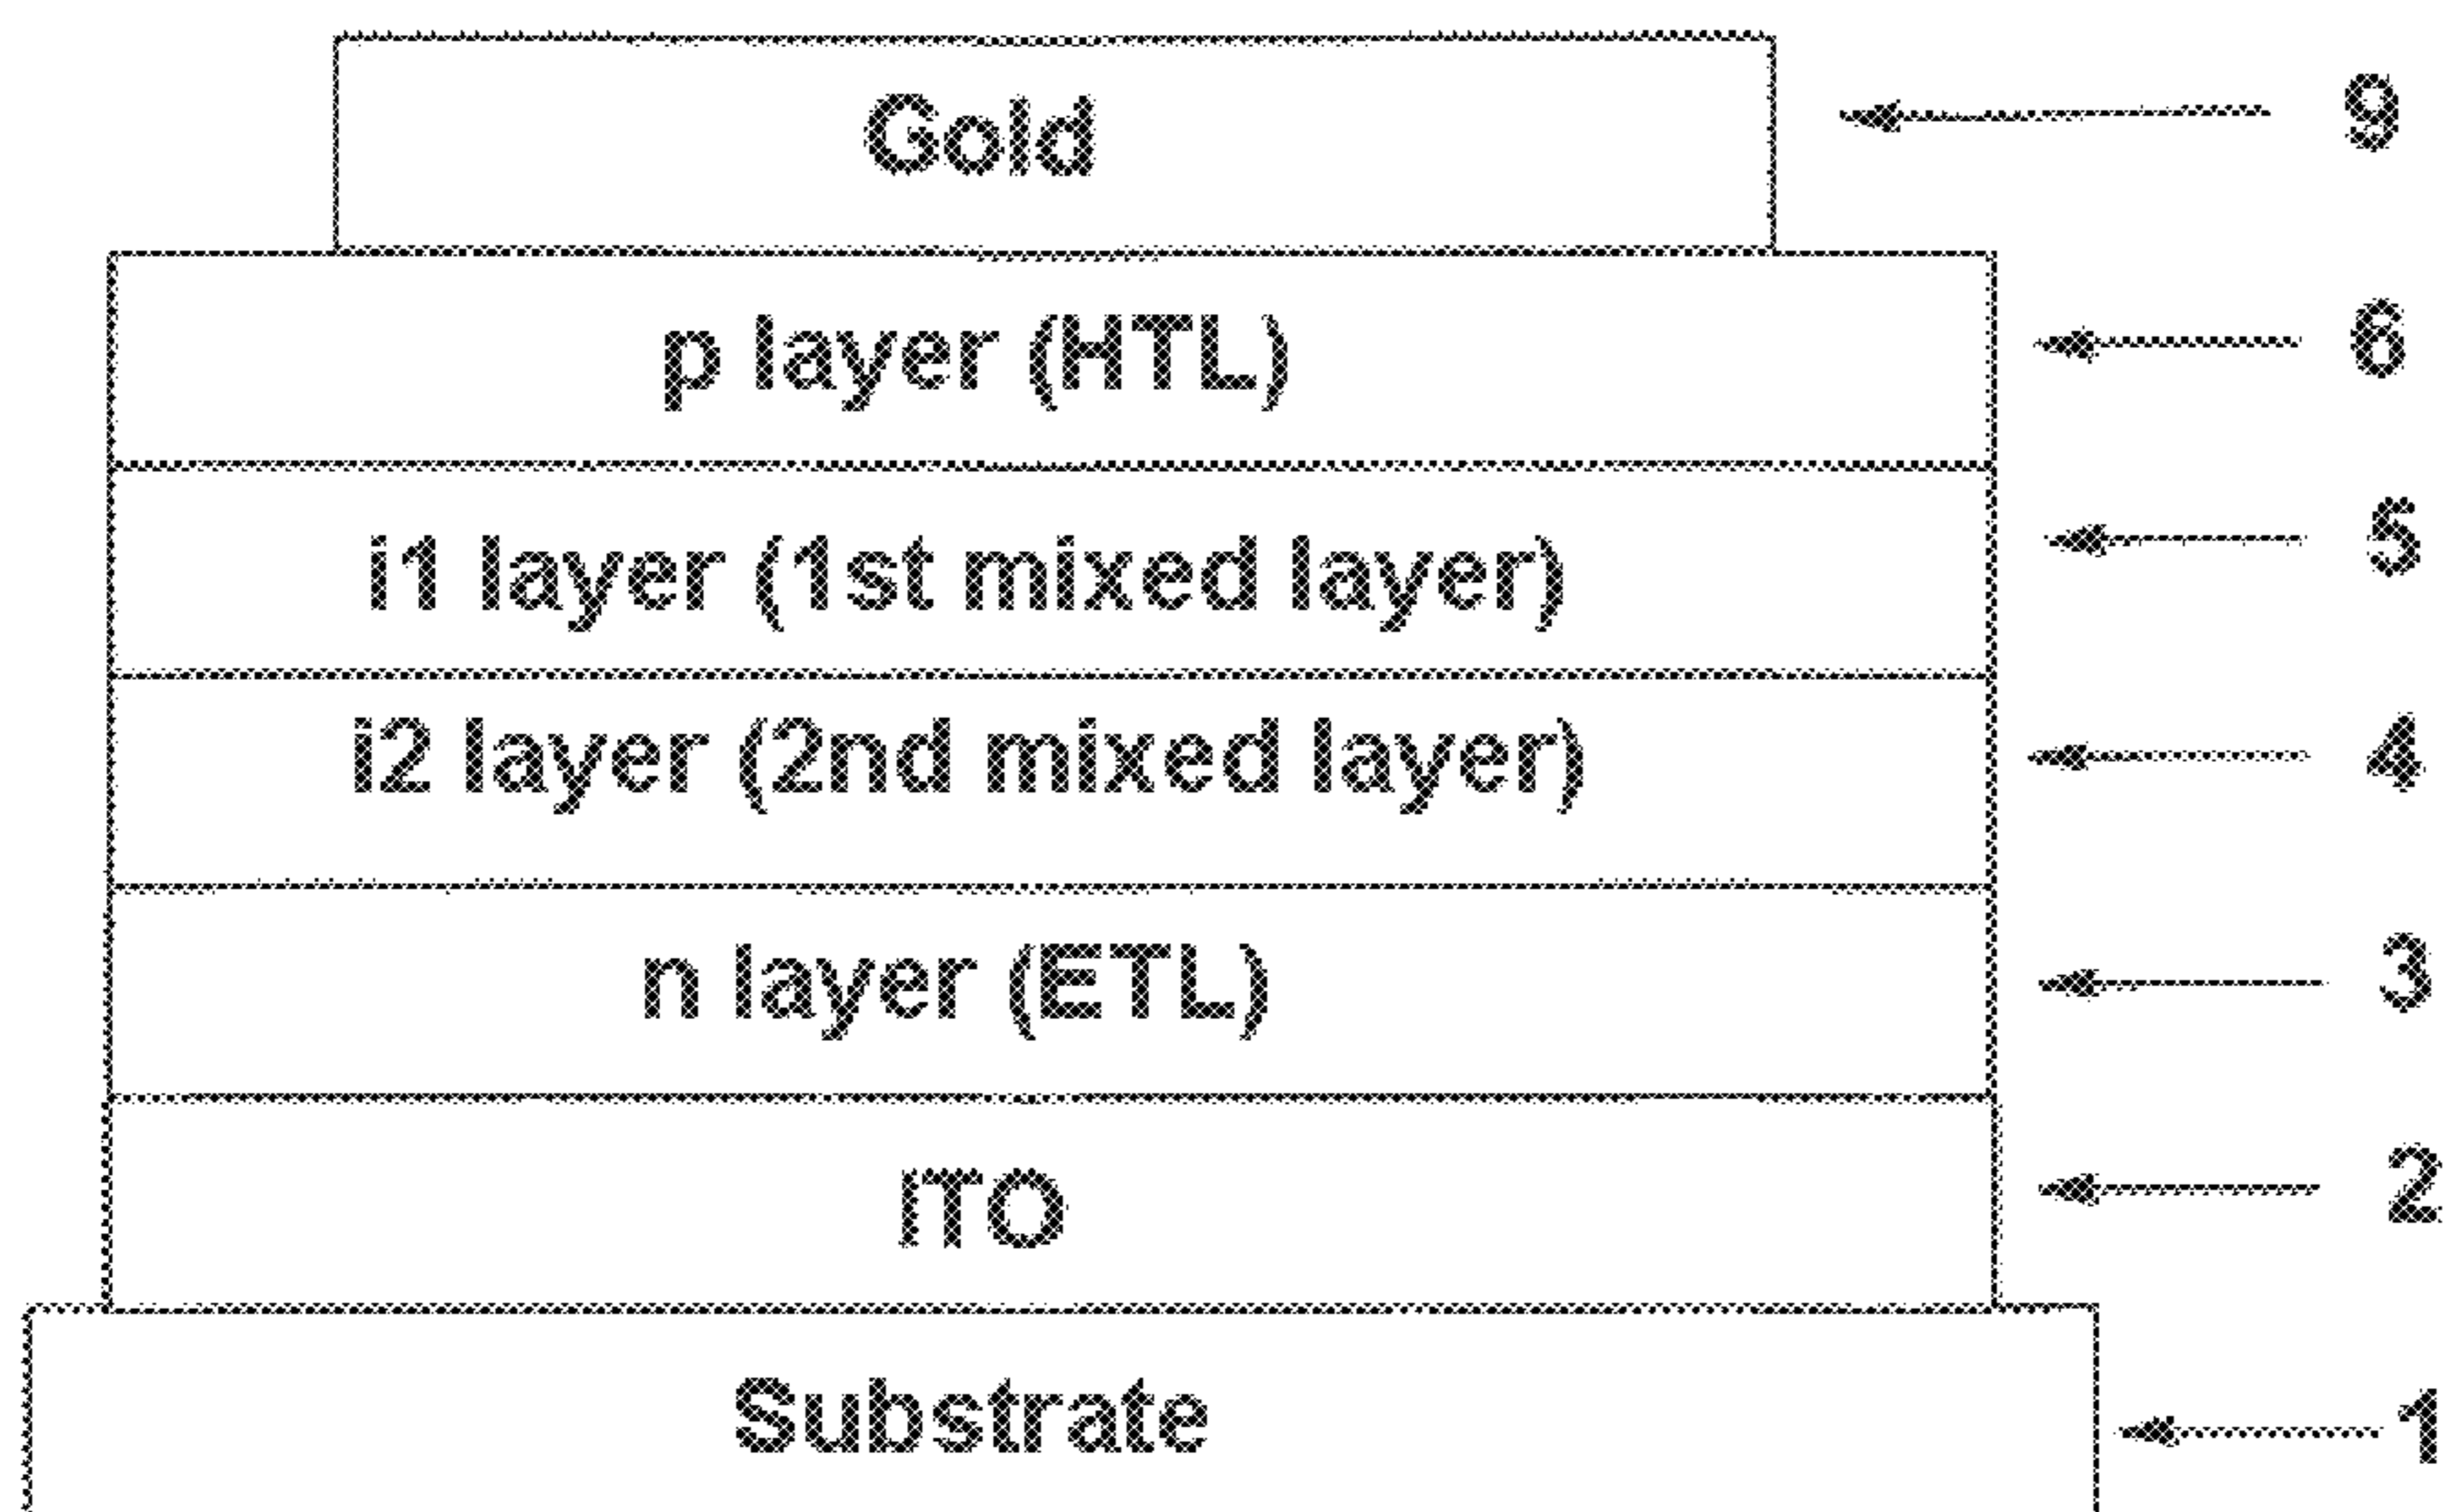 Gold 9
p layer (HTL) 6
i1 layer (1st mixed layer) 5
i2 layer (2nd mixed layer) 4
n layer (ETL) 3
ITO 2
Substrate 1